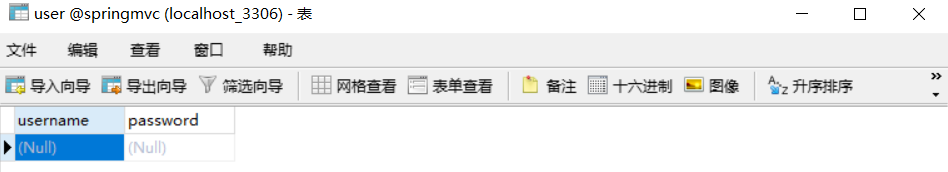 user @springmvc (localhost_3306) - 表
文件 编辑 查看 窗口 帮助
导入向导 导出向导 筛选向导 网格查看 表单查看 备注 十六进制 图像 升序排序
username password
(Null) (Null)